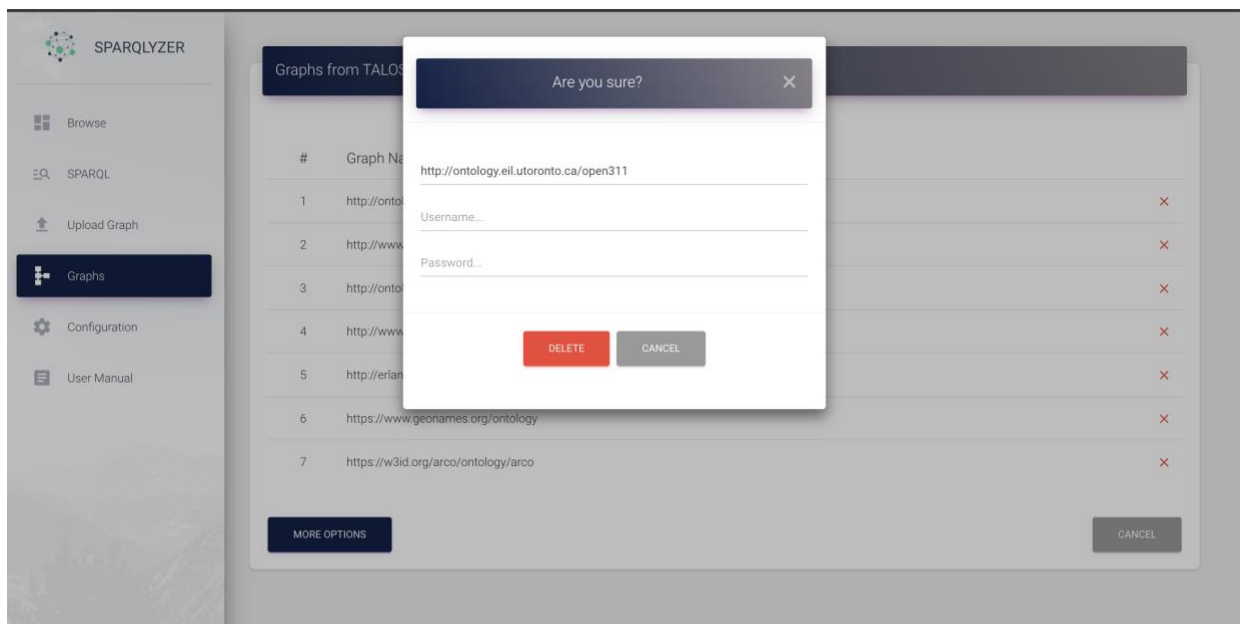 SPARQLYZER
Browse
SPARQL
Upload Graph
Graphs
Configuration
User Manual
Graphs from TALOS
# Graph Na
1 http://ontol
2 http://www
3 http://ontol
4 http://www
5 http://erlan
6 https://www.geonames.org/ontology
7 https://w3id.org/arco/ontology/arco
MORE OPTIONS
CANCEL
Are you sure?
http://ontology.eil.utoronto.ca/open311
Username...
Password...
DELETE
CANCEL